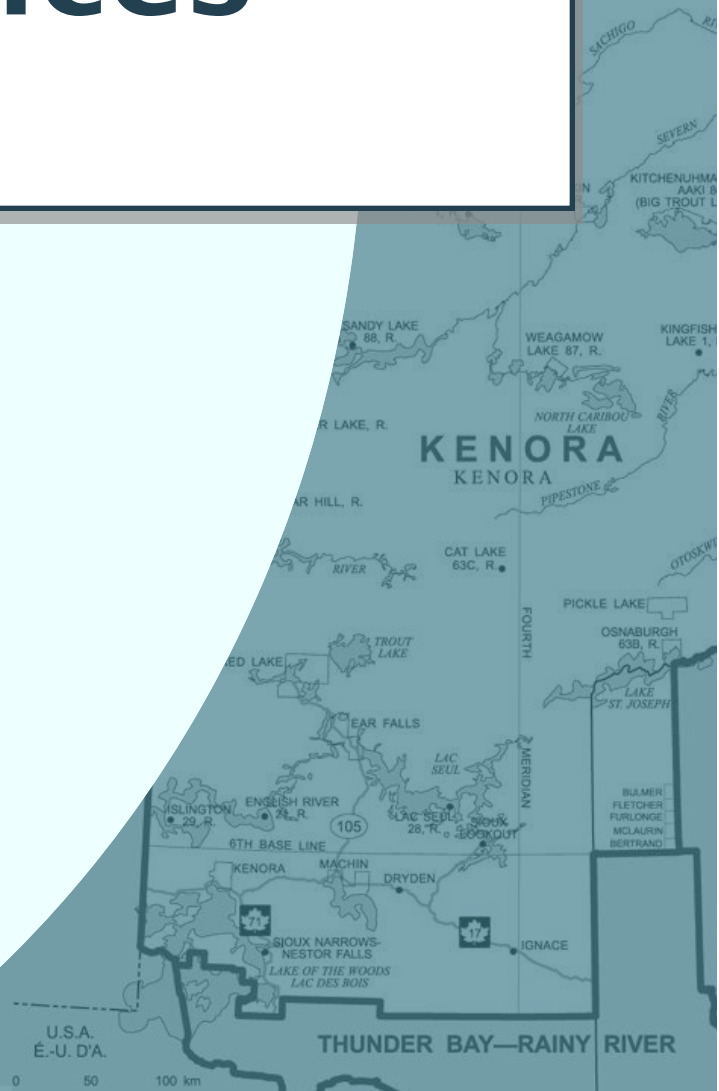 SACHIGO
SEVERN
KITCHENUHMA
AAKI 8
(BIG TROUT L
SANDY LAKE
88, R.
WEAGAMOW
LAKE 87, R.
KINGFISH
LAKE 1,
NORTH CARIBOU
LAKE
RIVER
R LAKE, R.
KENORA
KENORA
PIPESTONE
AR HILL, R.
CAT LAKE
63C, R.
RIVER
OTOSKWI
PICKLE LAKE
FOURTH
OSNABURGH
63B, R.
TROUT
LAKE
ED LAKE
LAKE
ST. JOSEPH
EAR FALLS
LAC
SEUL
MERIDIAN
BULMER
FLETCHER
FURLONGE
MCLAURIN
BERTRAND
ISLINGTON
29, R.
ENGLISH RIVER
21, R.
LAC SEUL
28, R.
SIOUX
LOOKOUT
105
6TH BASE LINE
KENORA
MACHIN
DRYDEN
71
17
SIOUX NARROWS-
NESTOR FALLS
IGNACE
LAKE OF THE WOODS
LAC DES BOIS
U.S.A.
É.-U. D'A.
THUNDER BAY—RAINY RIVER
0 50 100 km